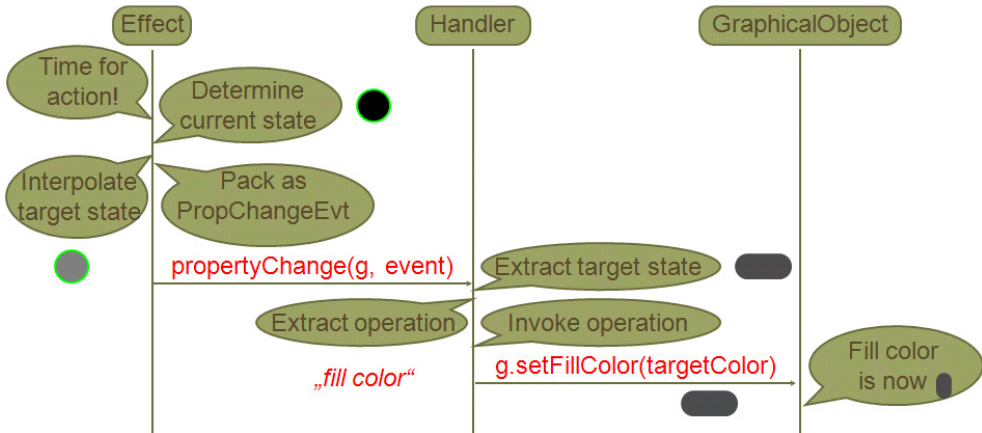 Effect
Handler
GraphicalObject
Time for
action!
Determine
current state
Interpolate
target state
Pack as
PropChangeEvt
propertyChange(g, event)
Extract target state
Extract operation
Invoke operation
„fill color“
g.setFillColor(targetColor)
Fill color
is now